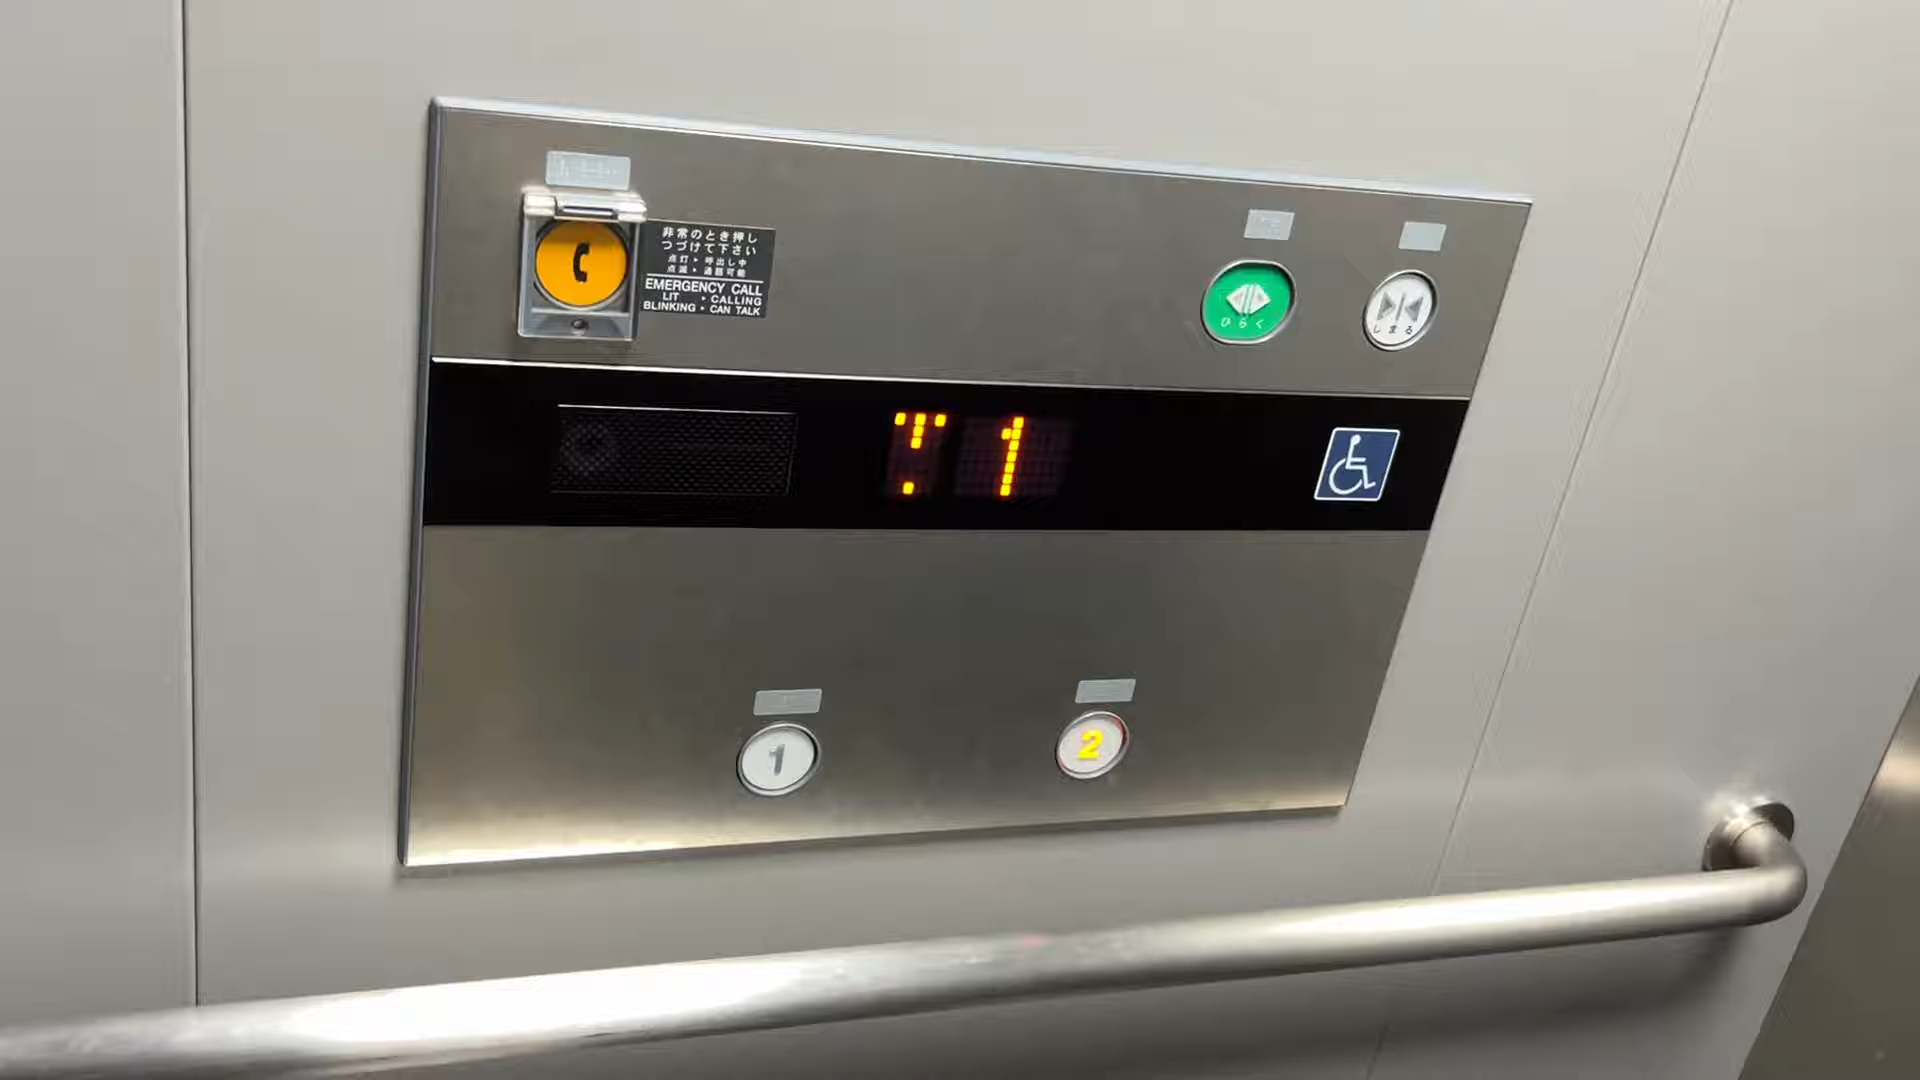 非常のとき押し
つづけて下さい
点灯・呼出し中
点滅・通話可能
EMERGENCY CALL
LIT ・CALLING
BLINKING・CAN TALK
ひらく
しまる
1
1
2